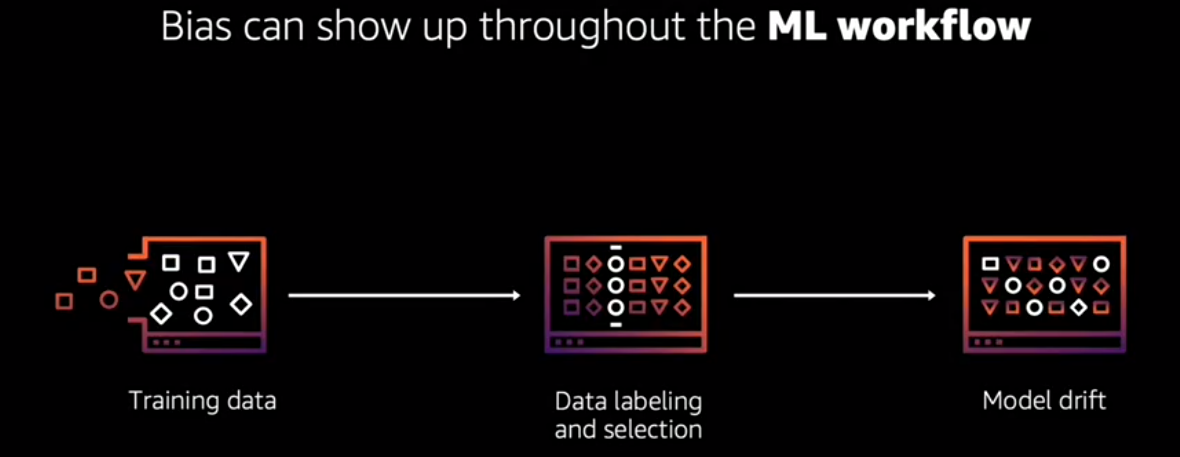 Bias can show up throughout the ML workflow
Training data
Data labeling
and selection
Model drift